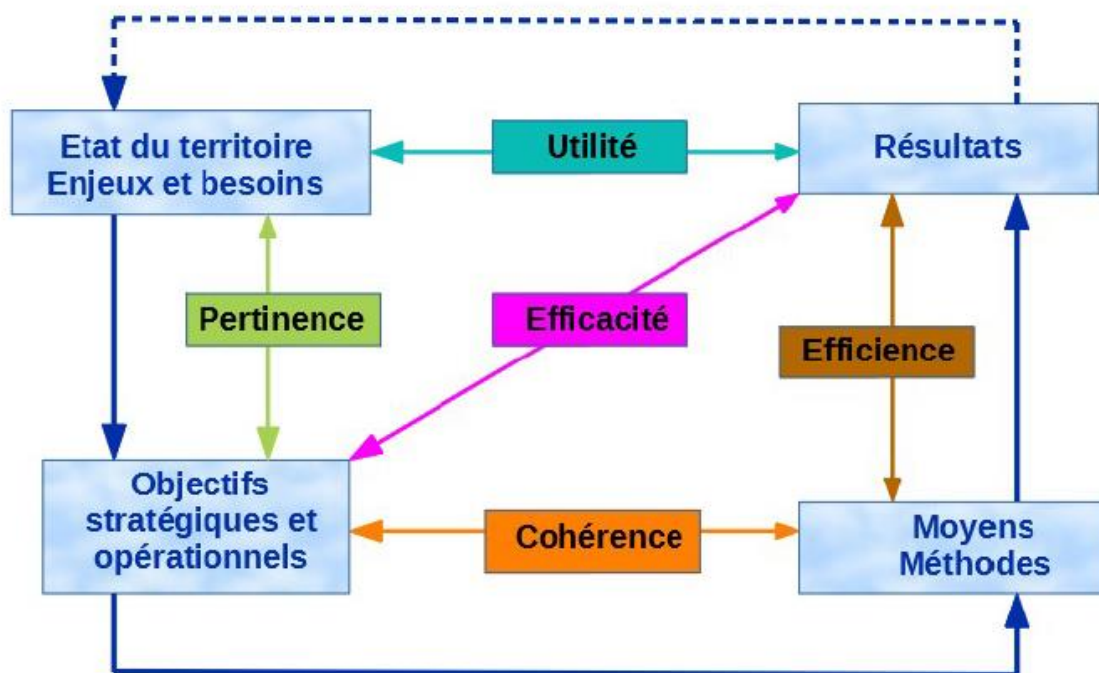 Etat du territoire
Enjeux et besoins
Utilité
Résultats
Pertinence
Efficacité
Efficience
Objectifs
stratégiques et
opérationnels
Cohérence
Moyens
Méthodes